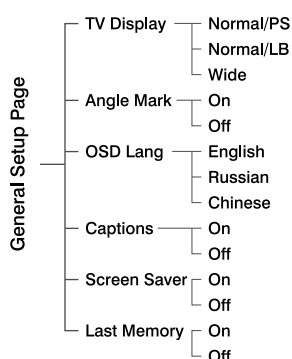 General Setup Page
TV Display
Normal/PS
Normal/LB
Wide
Angle Mark
On
Off
OSD Lang
English
Russian
Chinese
Captions
On
Off
Screen Saver
On
Off
Last Memory
On
Off